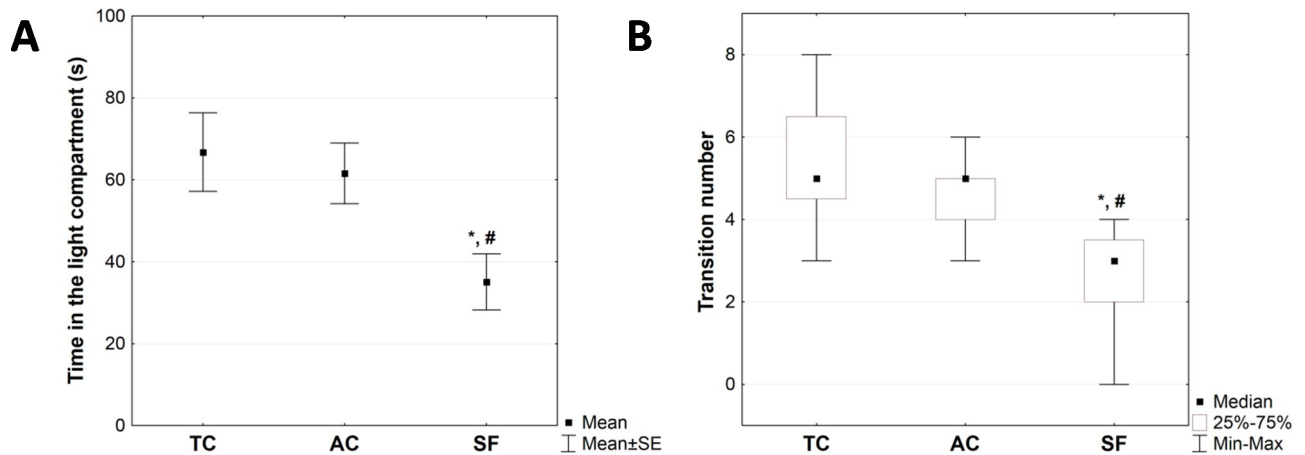 A
Time in the light compartment (s)
100
80
60
40
20
0
*, #
TC AC SF
Mean
Mean±SE
B
Transition number
8
6
4
2
0
*, #
TC AC SF
Median
25%-75%
Min-Max